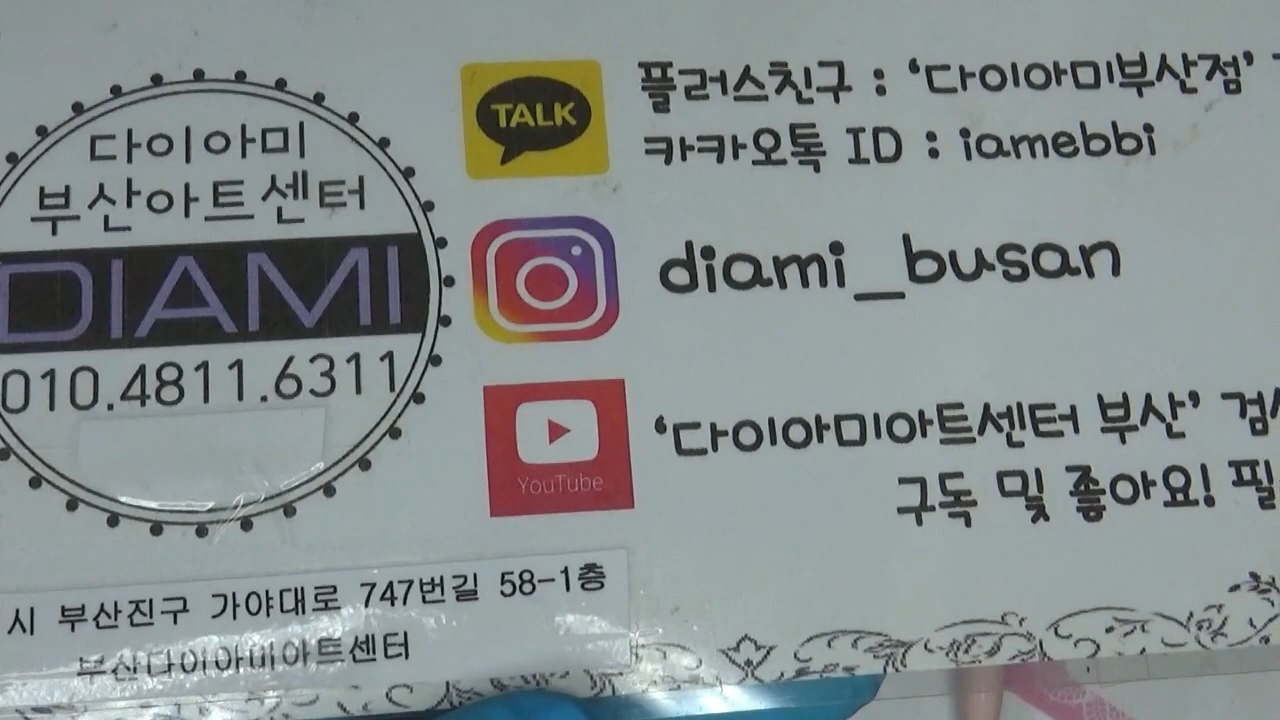 다이아미
부산아트센터
DIAMI
010.4811.6311
TALK
플러스친구 : ‘다이아미부산점’
카카오톡 ID : iamebbi
diami_busan
YouTube
‘다이아미아트센터 부산’
구독 및 좋아요!
시 부산진구 가야대로 747번길 58-1층
부산다이아미아트센터